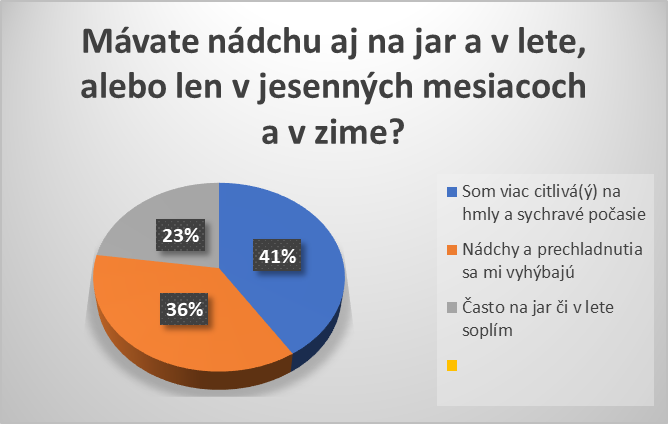 Mávate nádchu aj na jar a v lete,
alebo len v jesenných mesiacoch
a v zime?
23%
41%
36%
Som viac citlivá(ý) na
hmly a sychravé počasie
Nádchy a prechladnutia
sa mi vyhýbajú
Často na jar či v lete
soplím